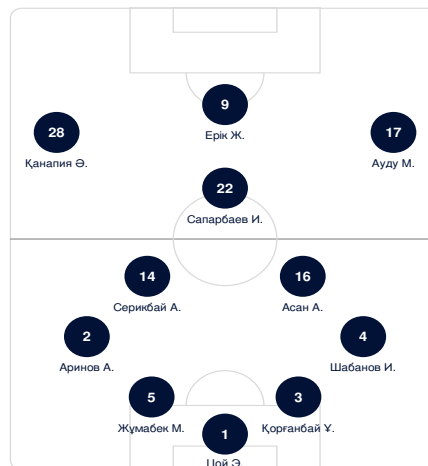 9
Ерік Ж.
28
Қанапия Ә.
17
Ауду М.
22
Сапарбаев И.
14
Серикбай А.
16
Асан А.
2
Аринов А.
4
Шабанов И.
5
Жұмабек М.
3
Қорғанбай Ұ.
1
Цой Э.